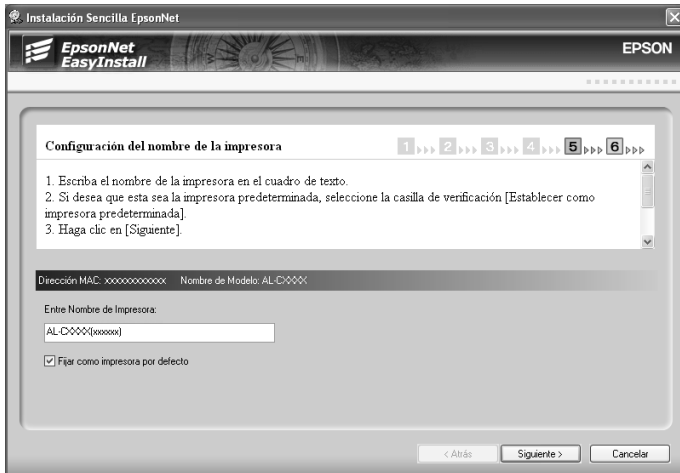 Instalación Sencilla EpsonNet
EpsonNet
EasyInstall
EPSON
Configuración del nombre de la impresora
1 2 3 4 5 6
1. Escriba el nombre de la impresora en el cuadro de texto.
2. Si desea que esta sea la impresora predeterminada, seleccione la casilla de verificación [Establecer como
impresora predeterminada].
3. Haga clic en [Siguiente].
Dirección MAC: xxxxxxxxxxxx Nombre de Modelo: AL-CXXXX
Entre Nombre de Impresora:
AL-CXXXX(xxxxxx)
Fijar como impresora por defecto
< Atrás Siguiente > Cancelar